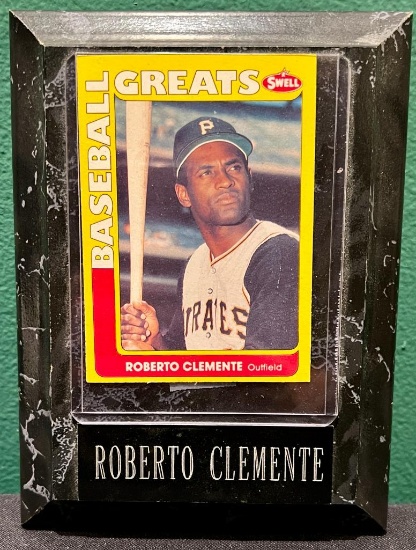 BASEBALL
GREATS
SWELL
P
PIRATES
ROBERTO CLEMENTE Outfield
ROBERTO CLEMENTE